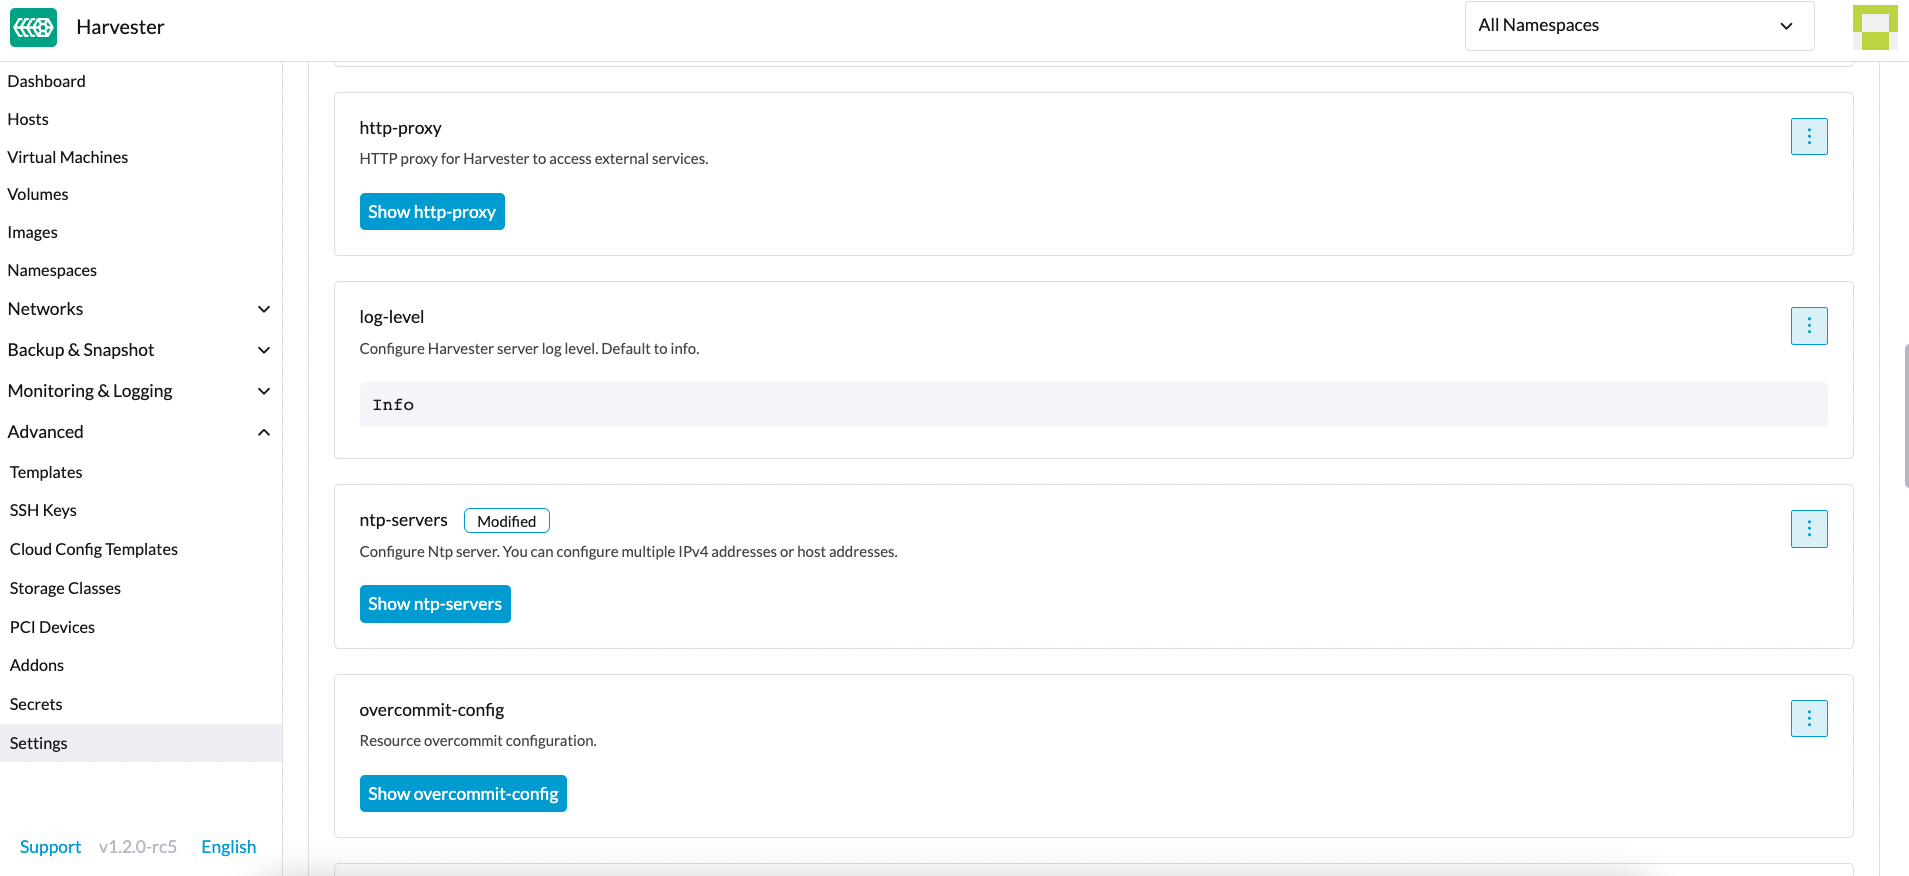 Harvester
All Namespaces
Dashboard
Hosts
Virtual Machines
Volumes
Images
Namespaces
Networks
Backup & Snapshot
Monitoring & Logging
Advanced
Templates
SSH Keys
Cloud Config Templates
Storage Classes
PCI Devices
Addons
Secrets
Settings
Support v1.2.0-rc5 English
http-proxy
HTTP proxy for Harvester to access external services.
Show http-proxy
log-level
Configure Harvester server log level. Default to info.
Info
ntp-servers Modified
Configure Ntp server. You can configure multiple IPv4 addresses or host addresses.
Show ntp-servers
overcommit-config
Resource overcommit configuration.
Show overcommit-config